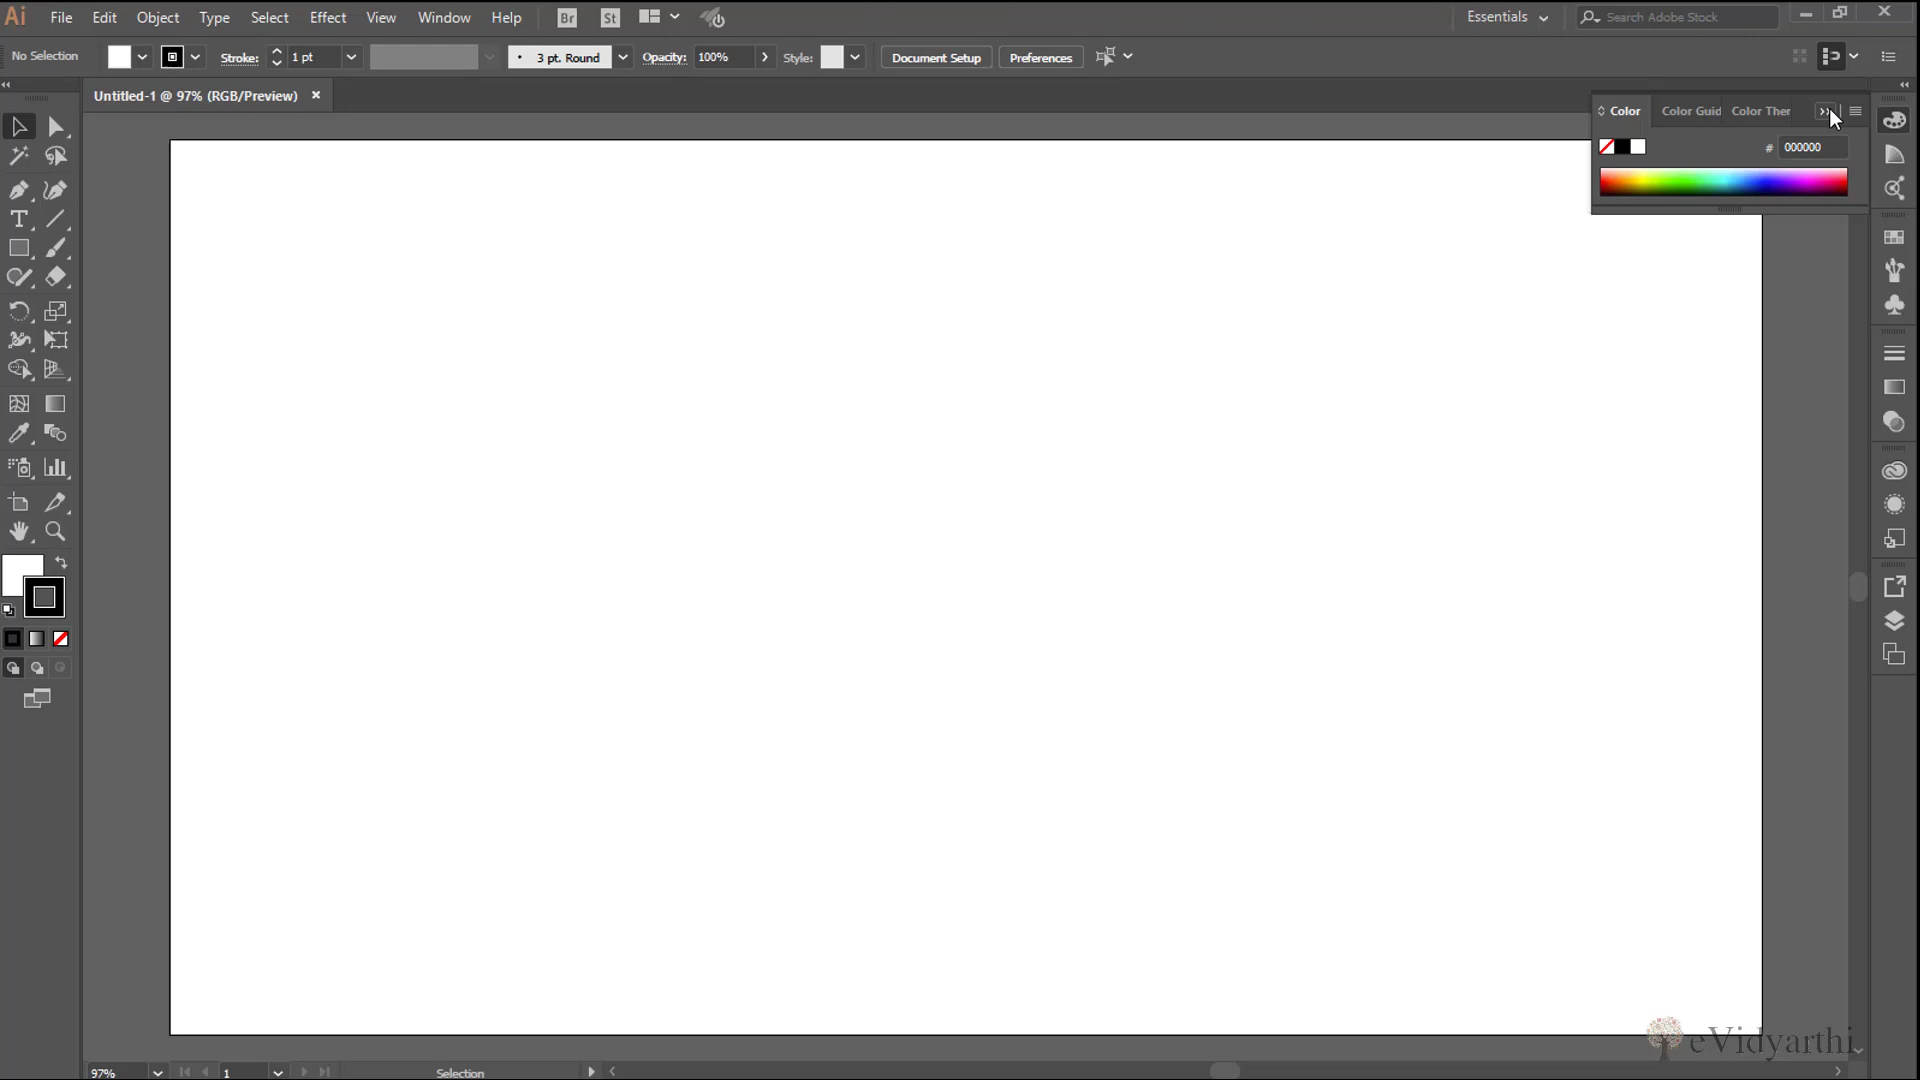 Ai File Edit Object Type Select Effect View Window Help Br St Essentials Search Adobe Stock
No Selection Stroke: 1 pt 3 pt. Round Opacity: 100% Style: Document Setup Preferences
Untitled-1 @ 97% (RGB/Preview)
Color Color Guid Color Ther
# 000000
T
eVidyarthi
97% 1 Selection